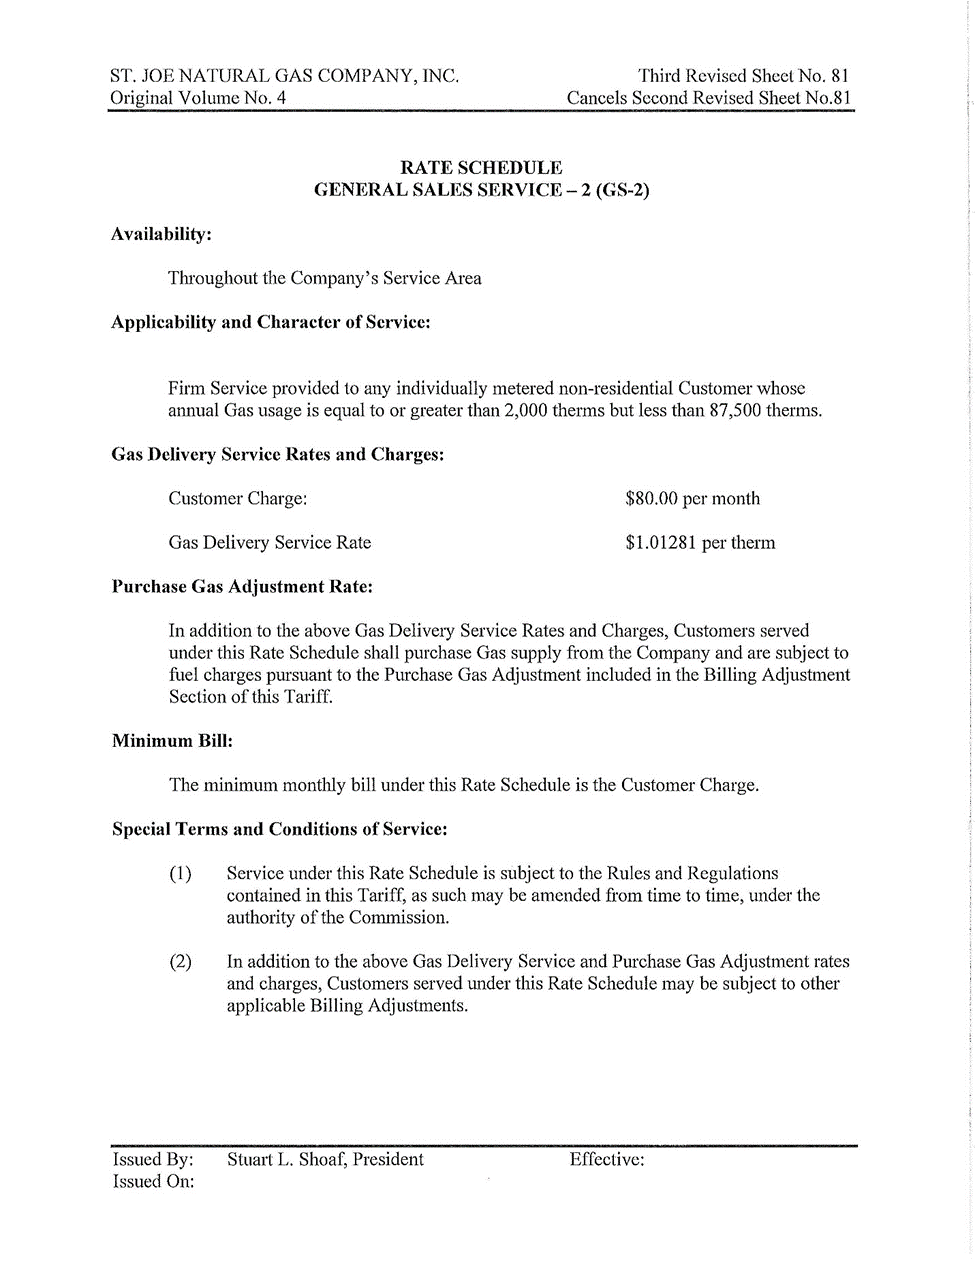 ST. JOE NATURAL GAS COMPANY, INC. Third Revised Sheet No. 81
Original Volume No. 4 Cancels Second Revised Sheet No.81
RATE SCHEDULE
GENERAL SALES SERVICE – 2 (GS-2)
Availability:
Throughout the Company's Service Area
Applicability and Character of Service:
Firm Service provided to any individually metered non-residential Customer whose
annual Gas usage is equal to or greater than 2,000 therms but less than 87,500 therms.
Gas Delivery Service Rates and Charges:
Customer Charge: $80.00 per month
Gas Delivery Service Rate $1.01281 per therm
Purchase Gas Adjustment Rate:
In addition to the above Gas Delivery Service Rates and Charges, Customers served
under this Rate Schedule shall purchase Gas supply from the Company and are subject to
fuel charges pursuant to the Purchase Gas Adjustment included in the Billing Adjustment
Section of this Tariff.
Minimum Bill:
The minimum monthly bill under this Rate Schedule is the Customer Charge.
Special Terms and Conditions of Service:
(1) Service under this Rate Schedule is subject to the Rules and Regulations
contained in this Tariff, as such may be amended from time to time, under the
authority of the Commission.
(2) In addition to the above Gas Delivery Service and Purchase Gas Adjustment rates
and charges, Customers served under this Rate Schedule may be subject to other
applicable Billing Adjustments.
Issued By: Stuart L. Shoaf, President Effective:
Issued On: